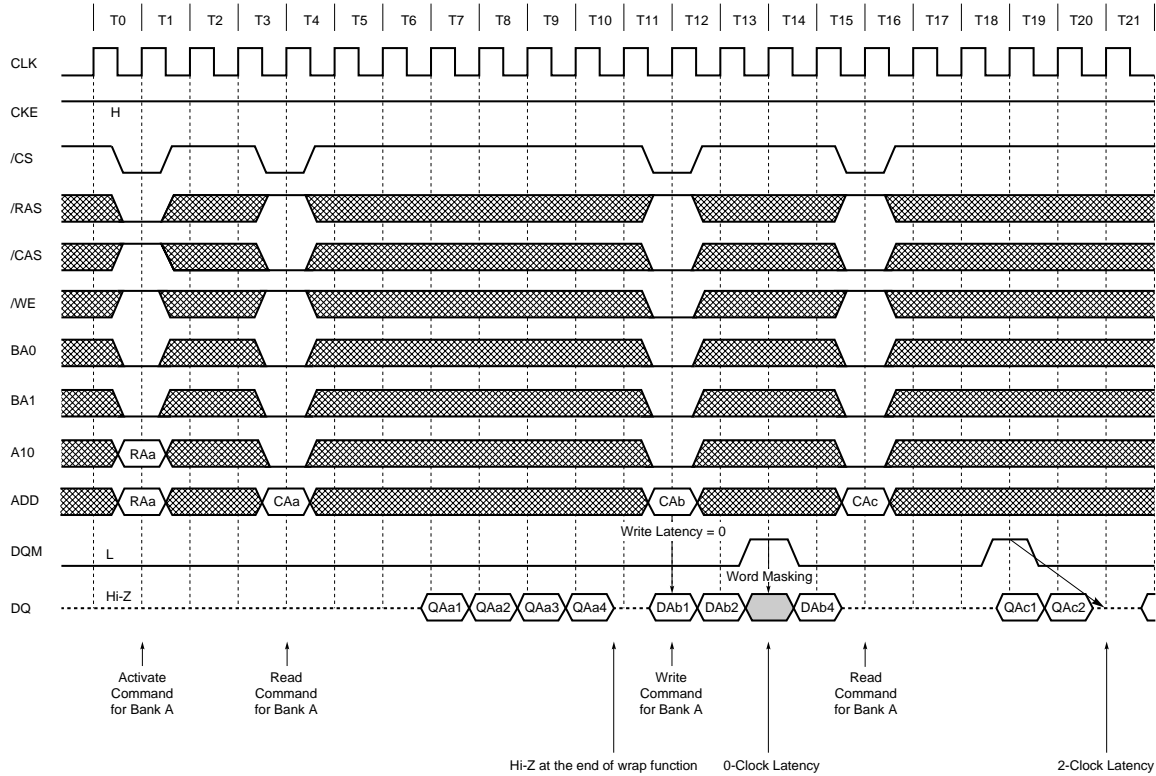 T0 T1 T2 T3 T4 T5 T6 T7 T8 T9 T10 T11 T12 T13 T14 T15 T16 T17 T18 T19 T20 T21
CLK
CKE H
/CS
/RAS
/CAS
/WE
BA0
BA1
A10 RAa
ADD RAa CAa CAb CAc
Write Latency = 0
DQM L
Word Masking
Hi-Z
DQ QAa1 QAa2 QAa3 QAa4 DAb1 DAb2 DAb4 QAc1 QAc2
Activate
Command
for Bank A
Read
Command
for Bank A
Write
Command
for Bank A
Read
Command
for Bank A
Hi-Z at the end of wrap function
0-Clock Latency
2-Clock Latency